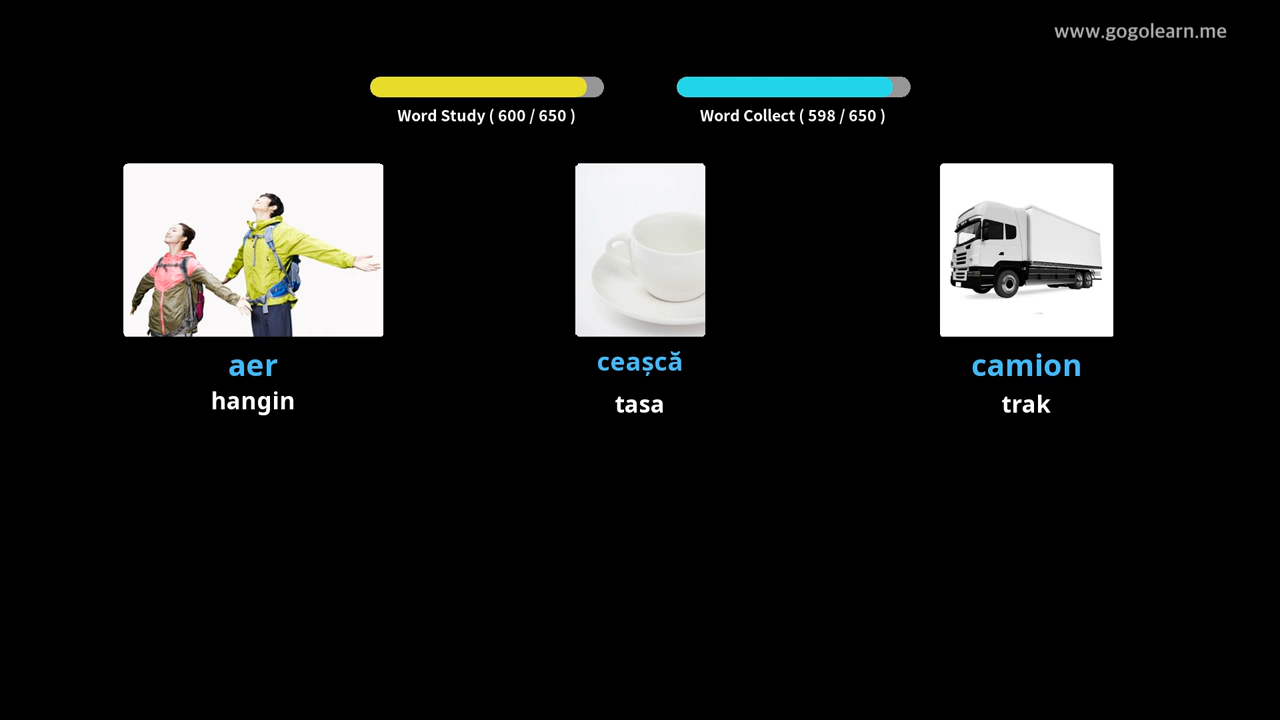 www.gogolearn.me
Word Study ( 600 / 650 )
Word Collect ( 598 / 650 )
aer
ceașcă
camion
hangin
tasa
trak